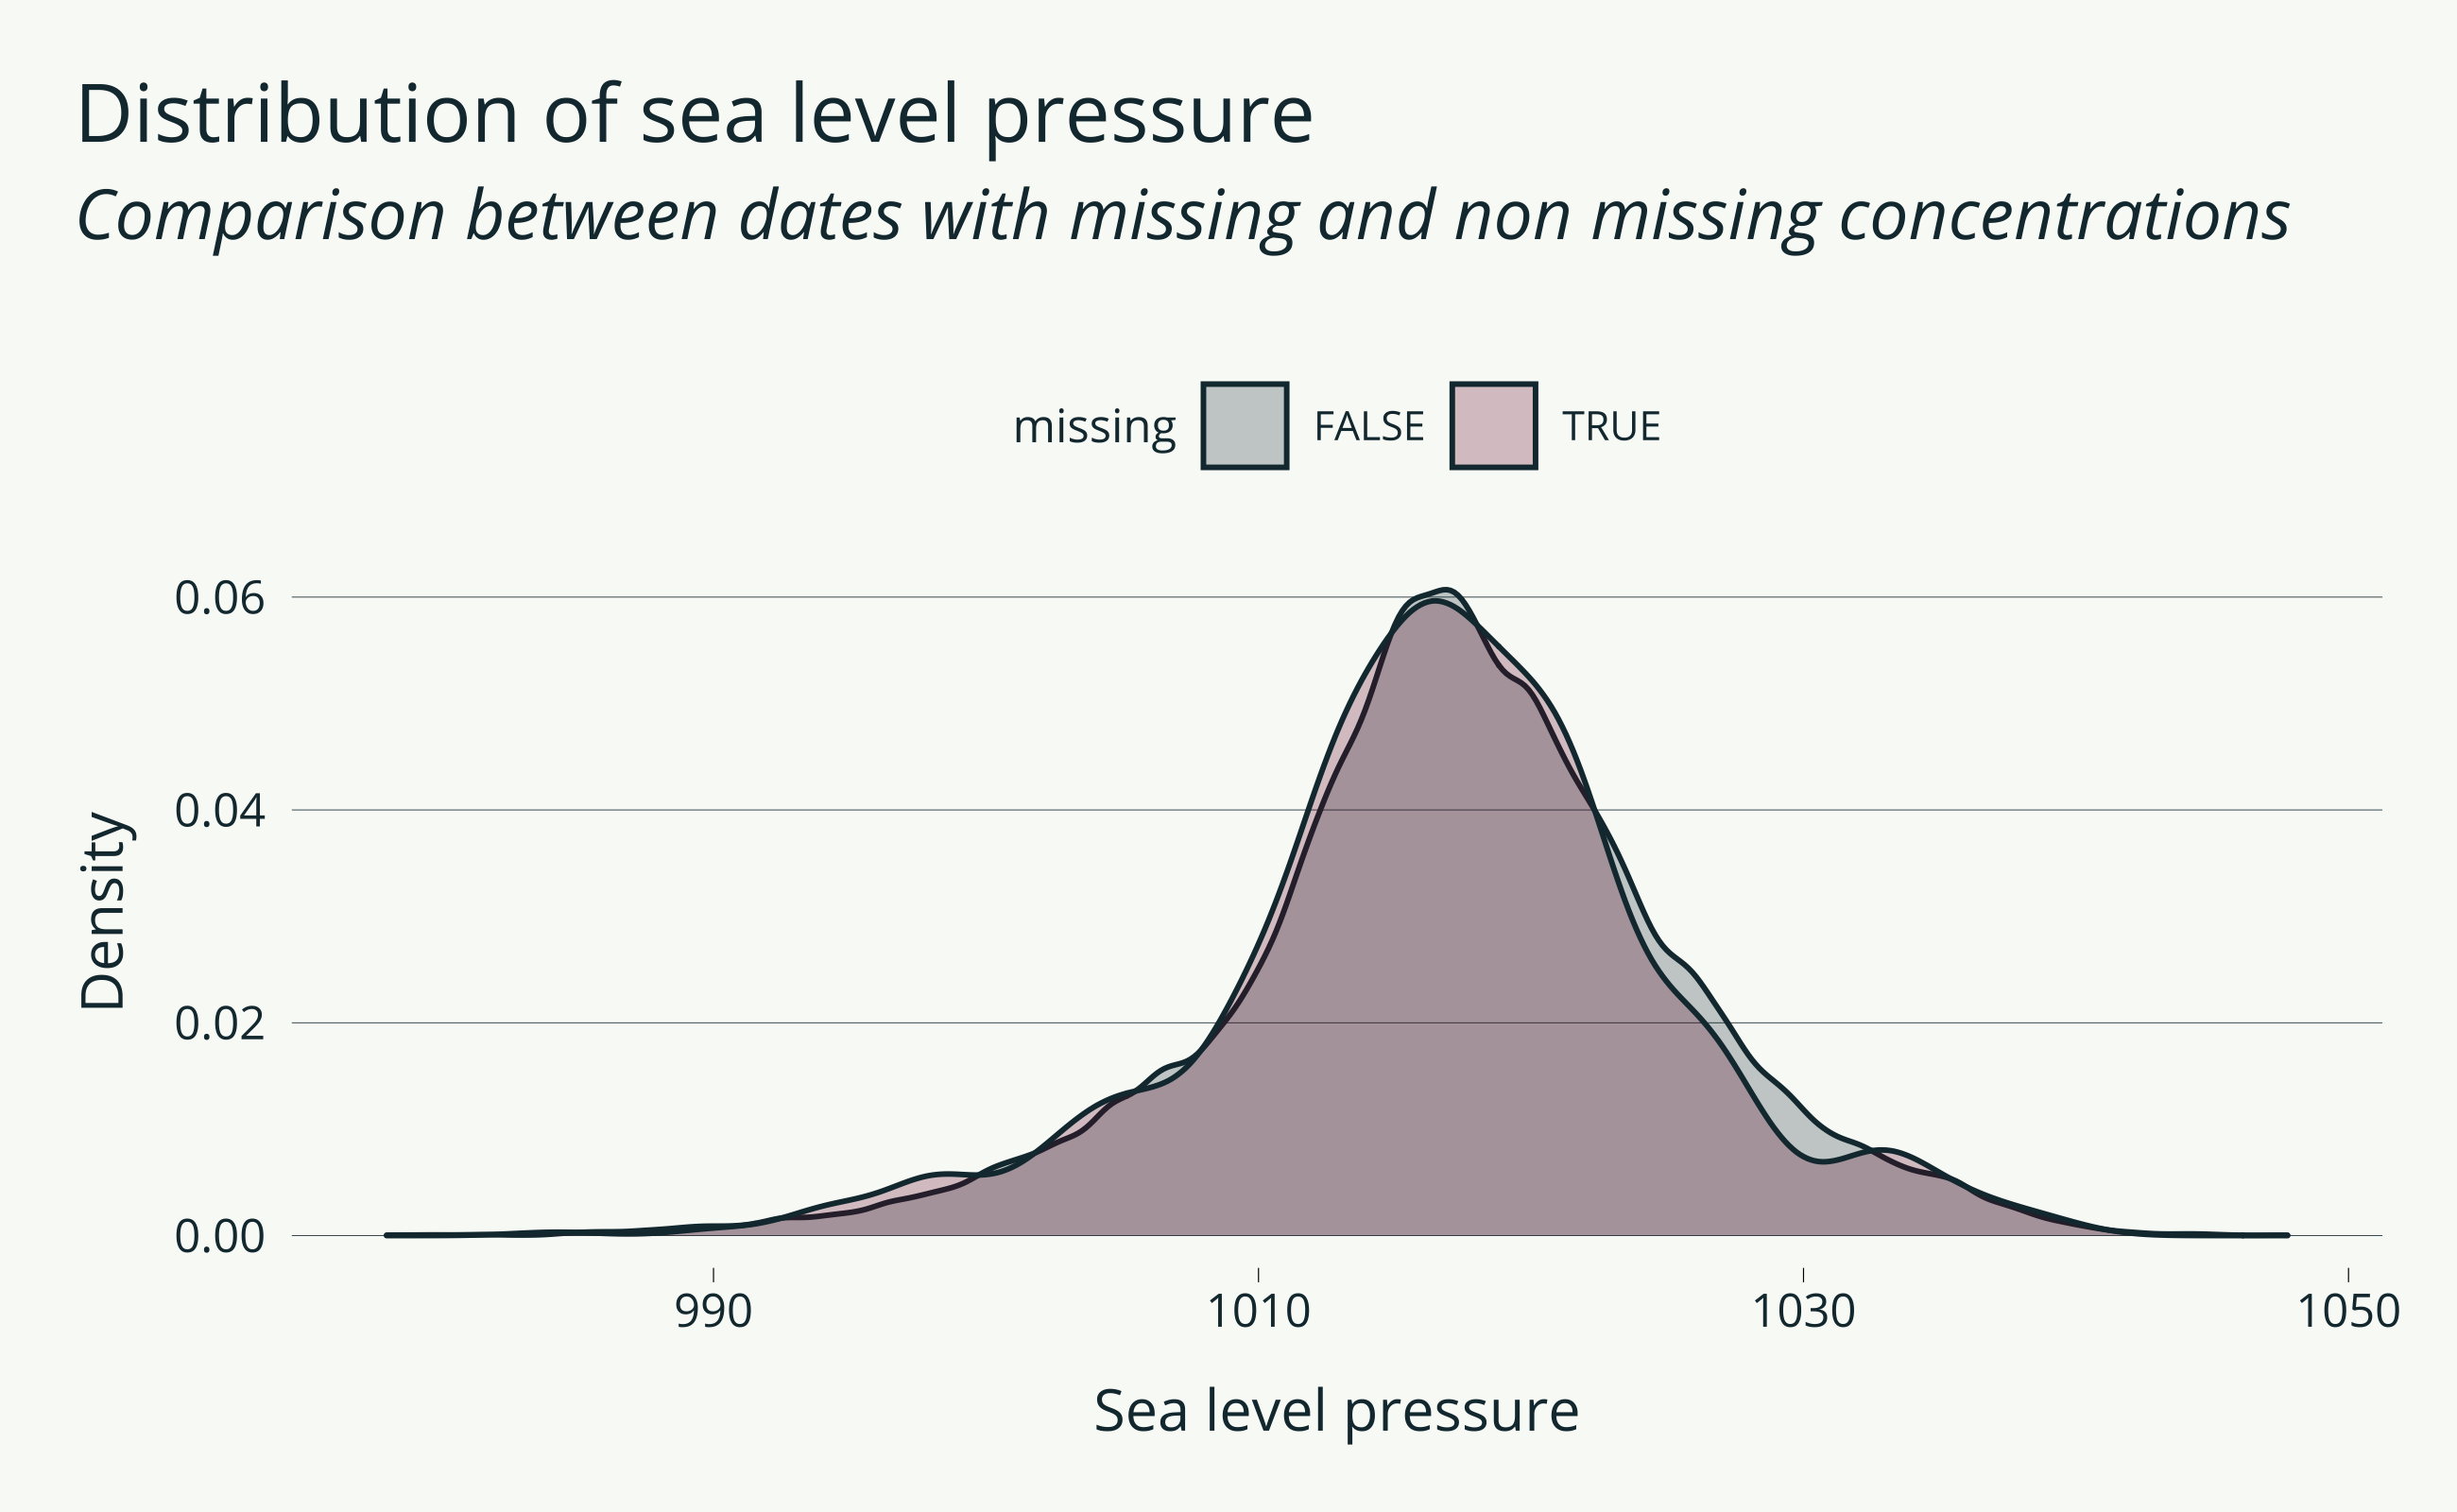 Distribution of sea level pressure
Comparison between dates with missing and non missing concentrations
missing FALSE TRUE
0.06
0.04
0.02
0.00
Density
990 1010 1030 1050
Sea level pressure